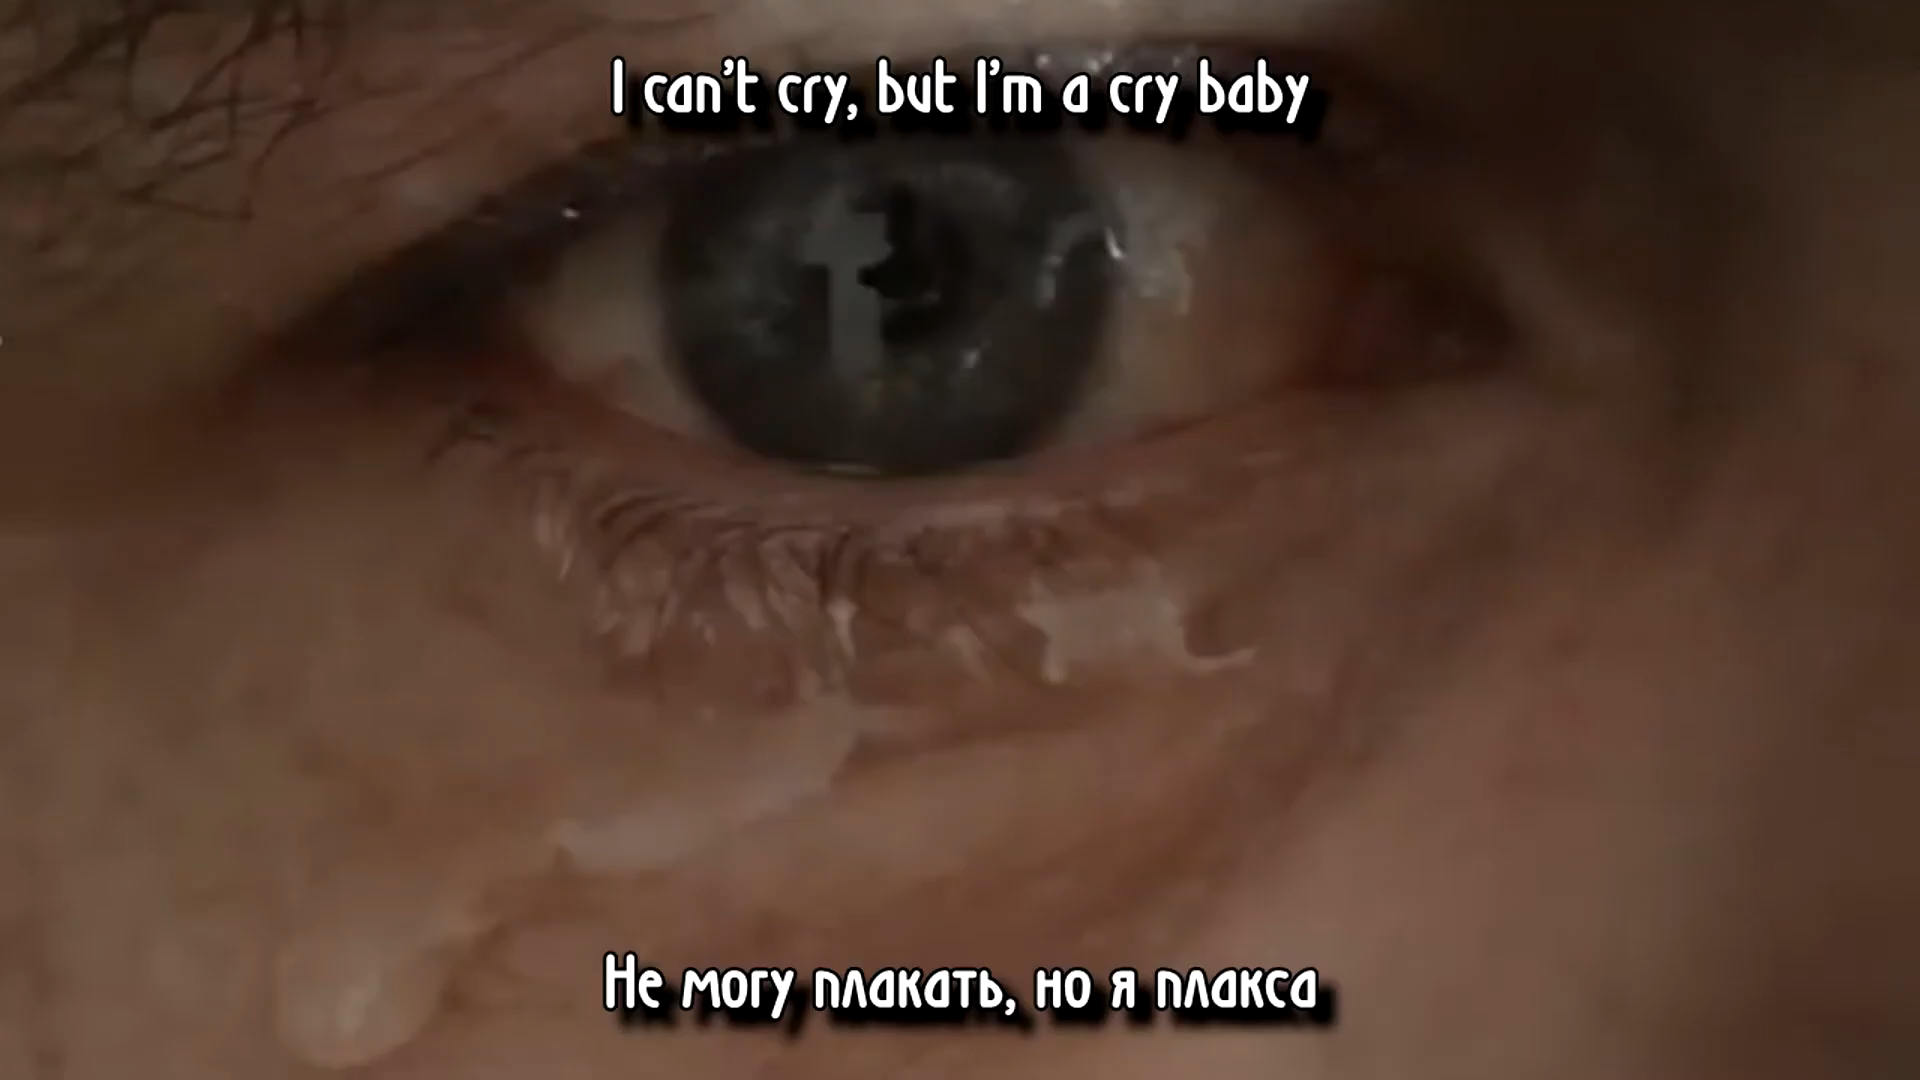 I can't cry, but I'm a cry baby
Не могу плакать, но я плакса